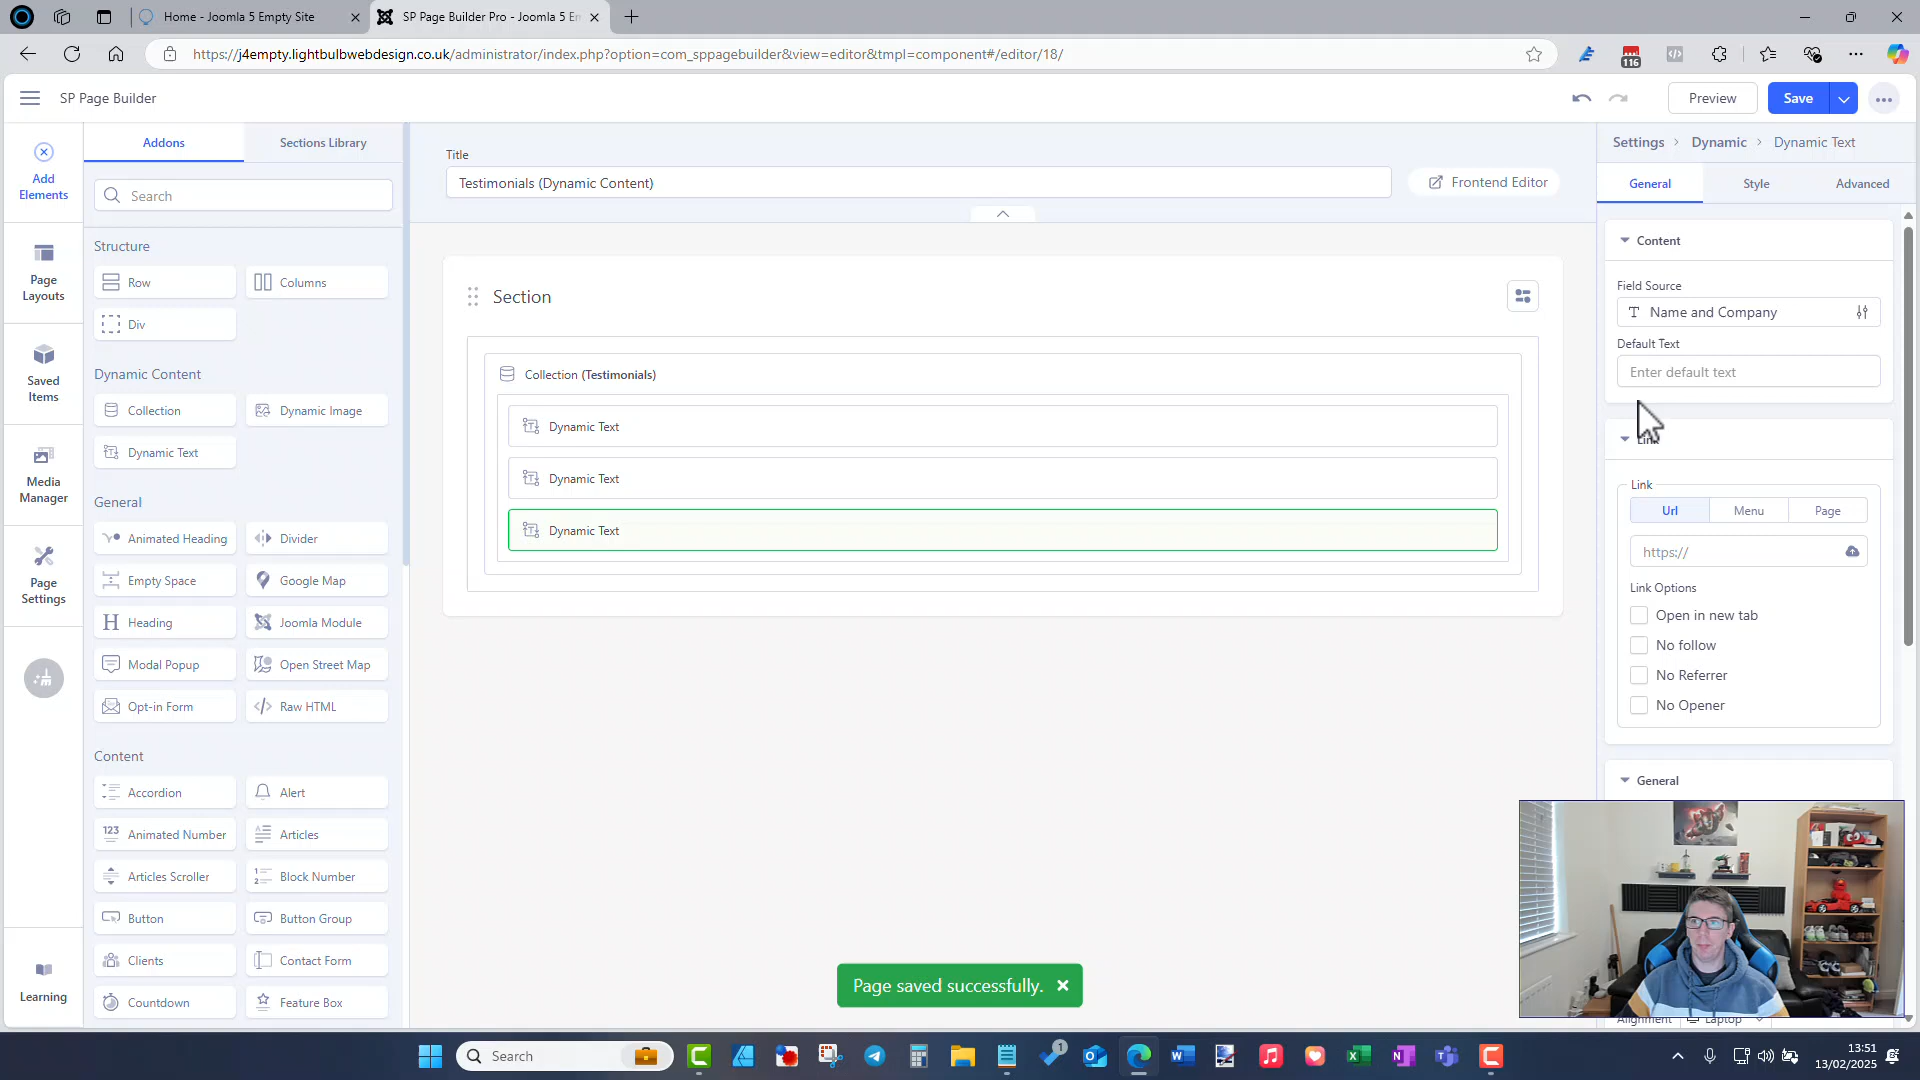 Home - Joomla 5 Empty Site
SP Page Builder Pro - Joomla 5 En
https://j4empty.lightbulbwebdesign.co.uk/administrator/index.php?option=com_sppagebuilder&view=editor&tmpl=component#/editor/18/
116
SP Page Builder
Preview
Save
Add Elements
Page Layouts
Saved Items
Media Manager
Page Settings
Learning
Addons
Sections Library
Search
Structure
Row
Columns
Div
Dynamic Content
Collection
Dynamic Image
Dynamic Text
General
Animated Heading
Divider
Empty Space
Google Map
Heading
Joomla Module
Modal Popup
Open Street Map
Opt-in Form
Raw HTML
Content
Accordion
Alert
123
Animated Number
Articles
Articles Scroller
Block Number
Button
Button Group
Clients
Contact Form
Countdown
Feature Box
Title
Testimonials (Dynamic Content)
Frontend Editor
Section
Collection (Testimonials)
Dynamic Text
Dynamic Text
Dynamic Text
Page saved successfully.
Settings > Dynamic > Dynamic Text
General
Style
Advanced
Content
Field Source
Name and Company
Default Text
Enter default text
Link
Link
Url
Menu
Page
https://
Link Options
Open in new tab
No follow
No Referrer
No Opener
General
Alignment
Laptop
Search
1
13:51
13/02/2025